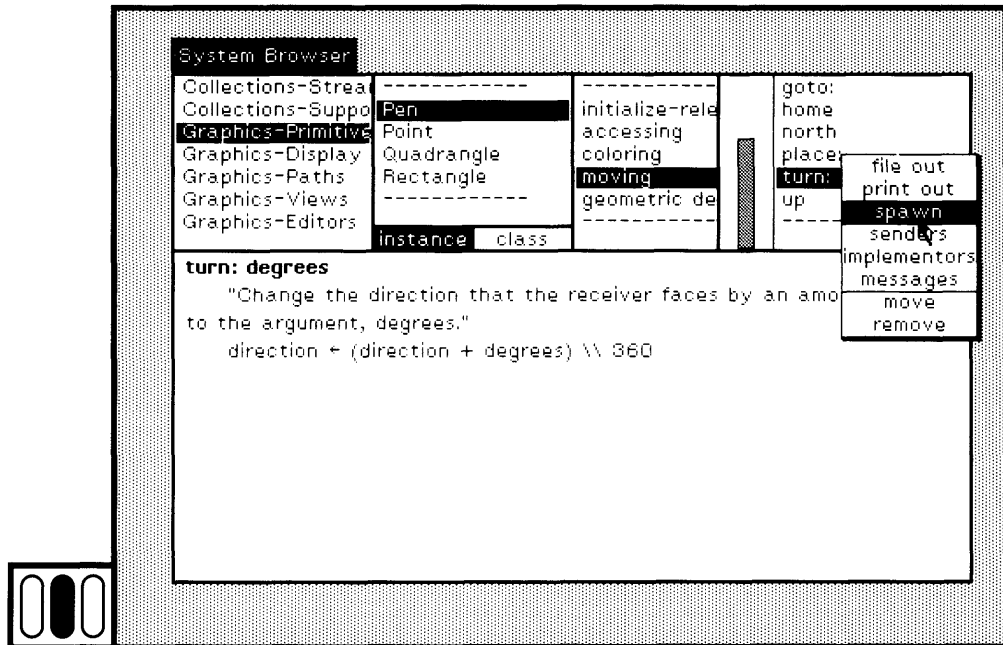 System Browser
Collections-Strea
Collections-Suppo
Graphics-Primitive
Graphics-Display
Graphics-Paths
Graphics-Views
Graphics-Editors
------------
Pen
Point
Quadrangle
Rectangle
------------
instance class
------------
initialize-rele
accessing
coloring
moving
geometric de
------------
goto:
home
north
place:
turn:
up
file out
print out
spawn
senders
implementors
messages
move
remove
turn: degrees
"Change the direction that the receiver faces by an amo
to the argument, degrees."
direction ← (direction + degrees) \\ 360